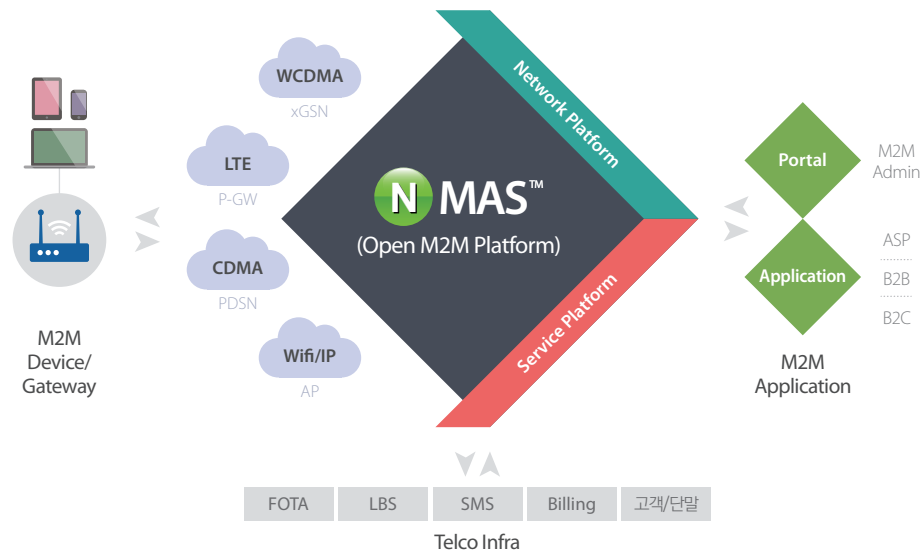 WCDMA
xGSN
LTE
P-GW
CDMA
PDSN
Wifi/IP
AP
M2M
Device/
Gateway
N MAS™
(Open M2M Platform)
Network Platform
Service Platform
Portal
M2M
Admin
Application
ASP
B2B
B2C
M2M
Application
FOTA
LBS
SMS
Billing
고객/단말
Telco Infra